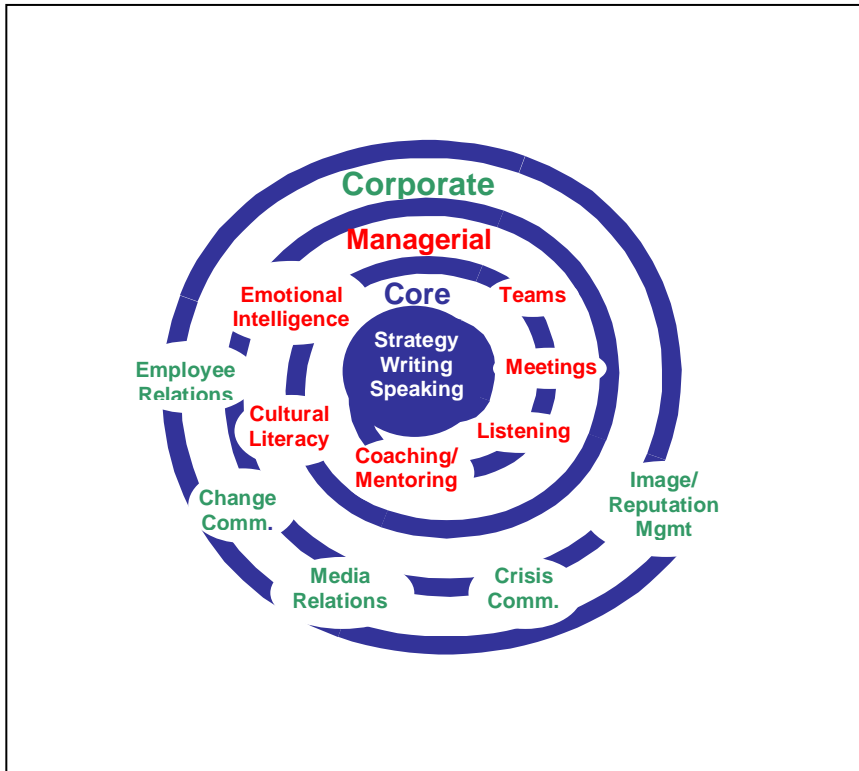 Corporate
Managerial
Core
Strategy
Writing
Speaking
Emotional
Intelligence
Teams
Meetings
Listening
Coaching/
Mentoring
Cultural
Literacy
Employee
Relations
Change
Comm.
Media
Relations
Crisis
Comm.
Image/
Reputation
Mgmt